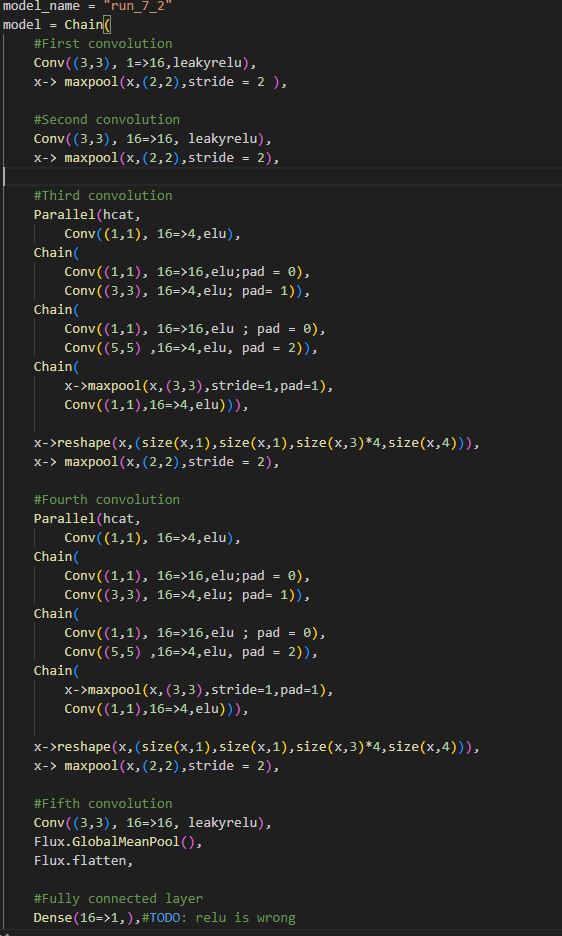 model_name = "run_7_2"
model = Chain(
#First convolution
Conv((3,3), 1=>16,leakyrelu),
x-> maxpool(x,(2,2),stride = 2 ),
#Second convolution
Conv((3,3), 16=>16, leakyrelu),
x-> maxpool(x,(2,2),stride = 2),
#Third convolution
Parallel(hcat,
Conv((1,1), 16=>4,elu),
Chain(
Conv((1,1), 16=>16,elu;pad = 0),
Conv((3,3), 16=>4,elu; pad= 1)),
Chain(
Conv((1,1), 16=>16,elu ; pad = 0),
Conv((5,5) ,16=>4,elu, pad = 2)),
Chain(
x->maxpool(x,(3,3),stride=1,pad=1),
Conv((1,1),16=>4,elu))),
x->reshape(x,(size(x,1),size(x,1),size(x,3)*4,size(x,4))),
x-> maxpool(x,(2,2),stride = 2),
#Fourth convolution
Parallel(hcat,
Conv((1,1), 16=>4,elu),
Chain(
Conv((1,1), 16=>16,elu;pad = 0),
Conv((3,3), 16=>4,elu; pad= 1)),
Chain(
Conv((1,1), 16=>16,elu ; pad = 0),
Conv((5,5) ,16=>4,elu, pad = 2)),
Chain(
x->maxpool(x,(3,3),stride=1,pad=1),
Conv((1,1),16=>4,elu))),
x->reshape(x,(size(x,1),size(x,1),size(x,3)*4,size(x,4))),
x-> maxpool(x,(2,2),stride = 2),
#Fifth convolution
Conv((3,3), 16=>16, leakyrelu),
Flux.GlobalMeanPool(),
Flux.flatten,
#Fully connected layer
Dense(16=>1,),#TODO: relu is wrong